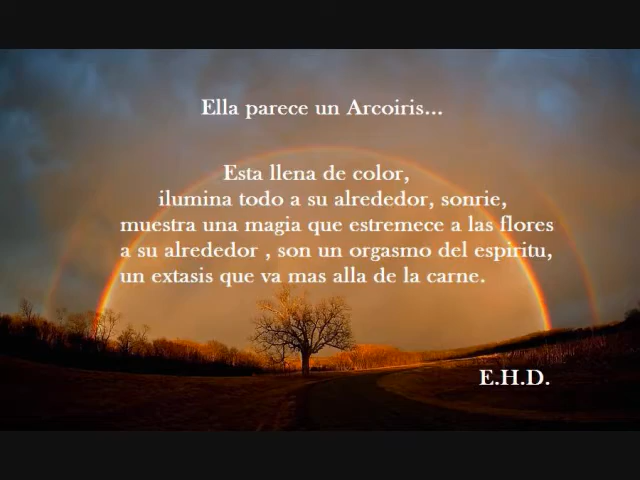 Ella parece un Arcoiris...
Esta llena de color,
ilumina todo a su alrededor, sonrie,
muestra una magia que estremece a las flores
a su alrededor , son un orgasmo del espiritu,
un extasis que va mas alla de la carne.
E.H.D.